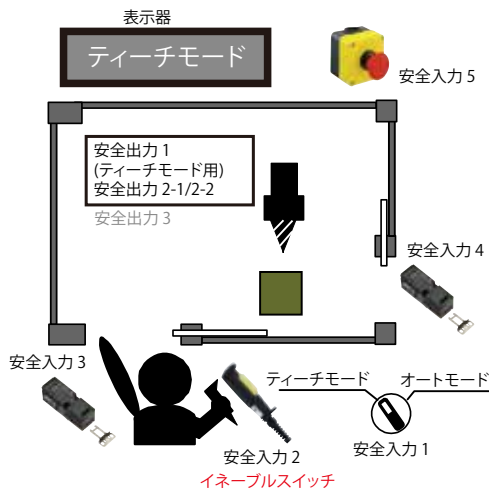 表示器
ティーチモード
安全入力 5
安全出力 1
(ティーチモード用)
安全出力 2-1/2-2
安全出力 3
安全入力 4
安全入力 3
ティーチモード
オートモード
安全入力 1
安全入力 2
イネーブルスイッチ